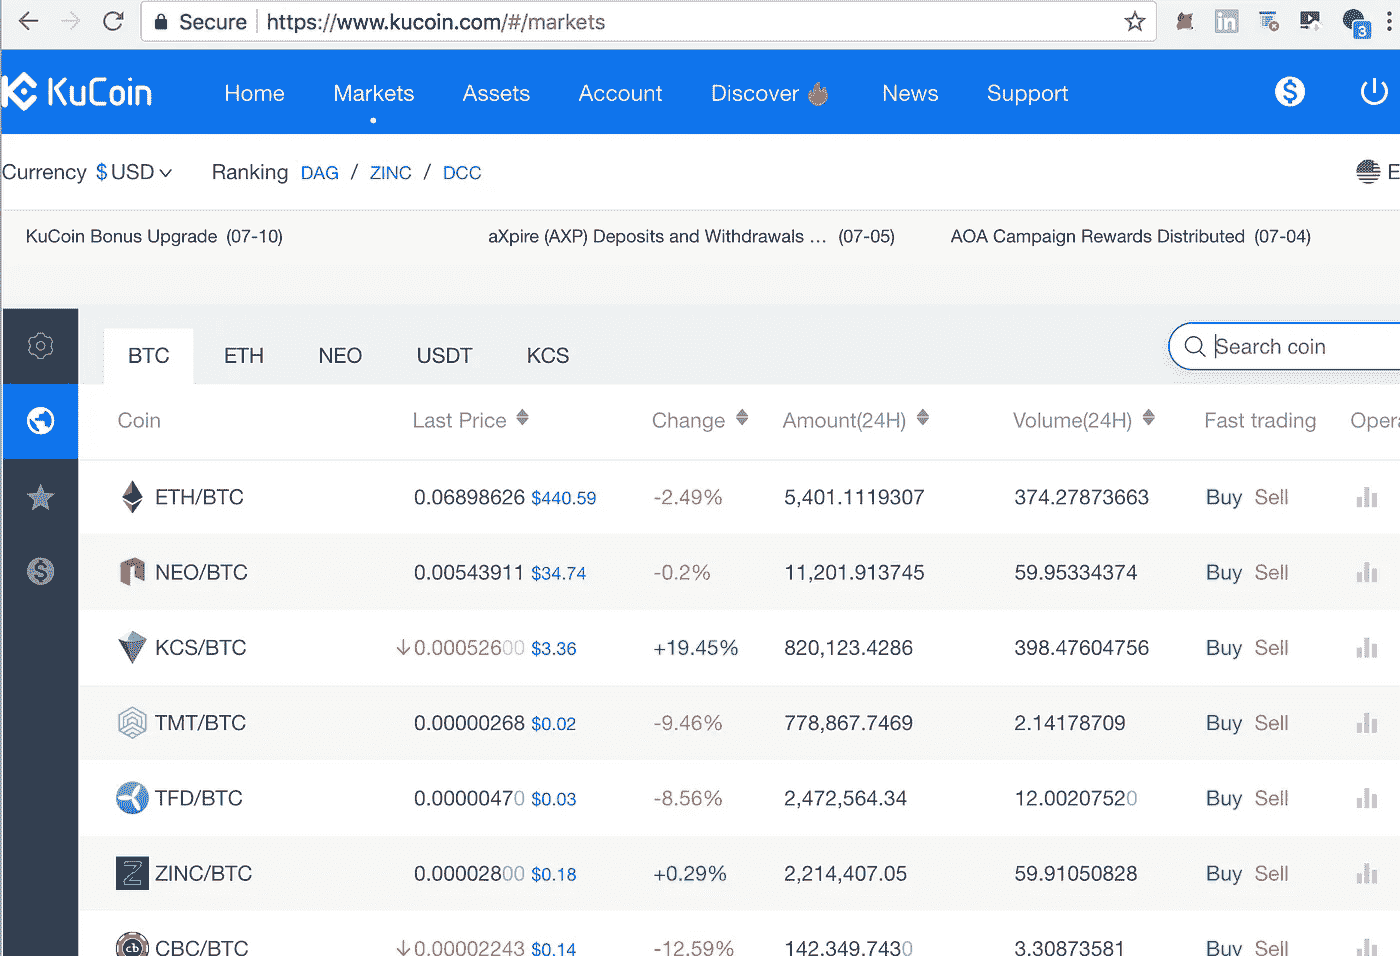 Secure https://www.kucoin.com/#/markets
3
KuCoin Home Markets Assets Account Discover News Support
Currency $ USD Ranking DAG / ZINC / DCC E
KuCoin Bonus Upgrade (07-10) aXpire (AXP) Deposits and Withdrawals ... (07-05) AOA Campaign Rewards Distributed (07-04)
BTC ETH NEO USDT KCS Search coin
Coin Last Price Change Amount(24H) Volume(24H) Fast trading Opera
ETH/BTC 0.06898626 $440.59 -2.49% 5,401.1119307 374.27873663 Buy Sell
NEO/BTC 0.00543911 $34.74 -0.2% 11,201.913745 59.95334374 Buy Sell
KCS/BTC ↓0.00052600 $3.36 +19.45% 820,123.4286 398.47604756 Buy Sell
TMT/BTC 0.00000268 $0.02 -9.46% 778,867.7469 2.14178709 Buy Sell
TFD/BTC 0.00000470 $0.03 -8.56% 2,472,564.34 12.00207520 Buy Sell
ZINC/BTC 0.00002800 $0.18 +0.29% 2,214,407.05 59.91050828 Buy Sell
cb CBC/BTC ↓0.00002243 $0.14 -12.59% 142,349.7430 3.30873581 Buy Sell